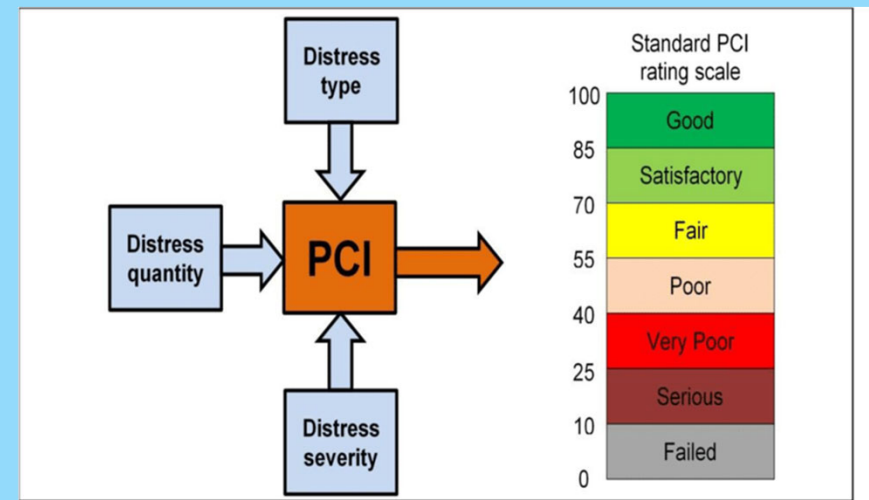 Distress
type
Distress
quantity
PCI
Distress
severity
Standard PCI
rating scale
100
Good
85
Satisfactory
70
Fair
55
Poor
40
Very Poor
25
Serious
10
Failed
0